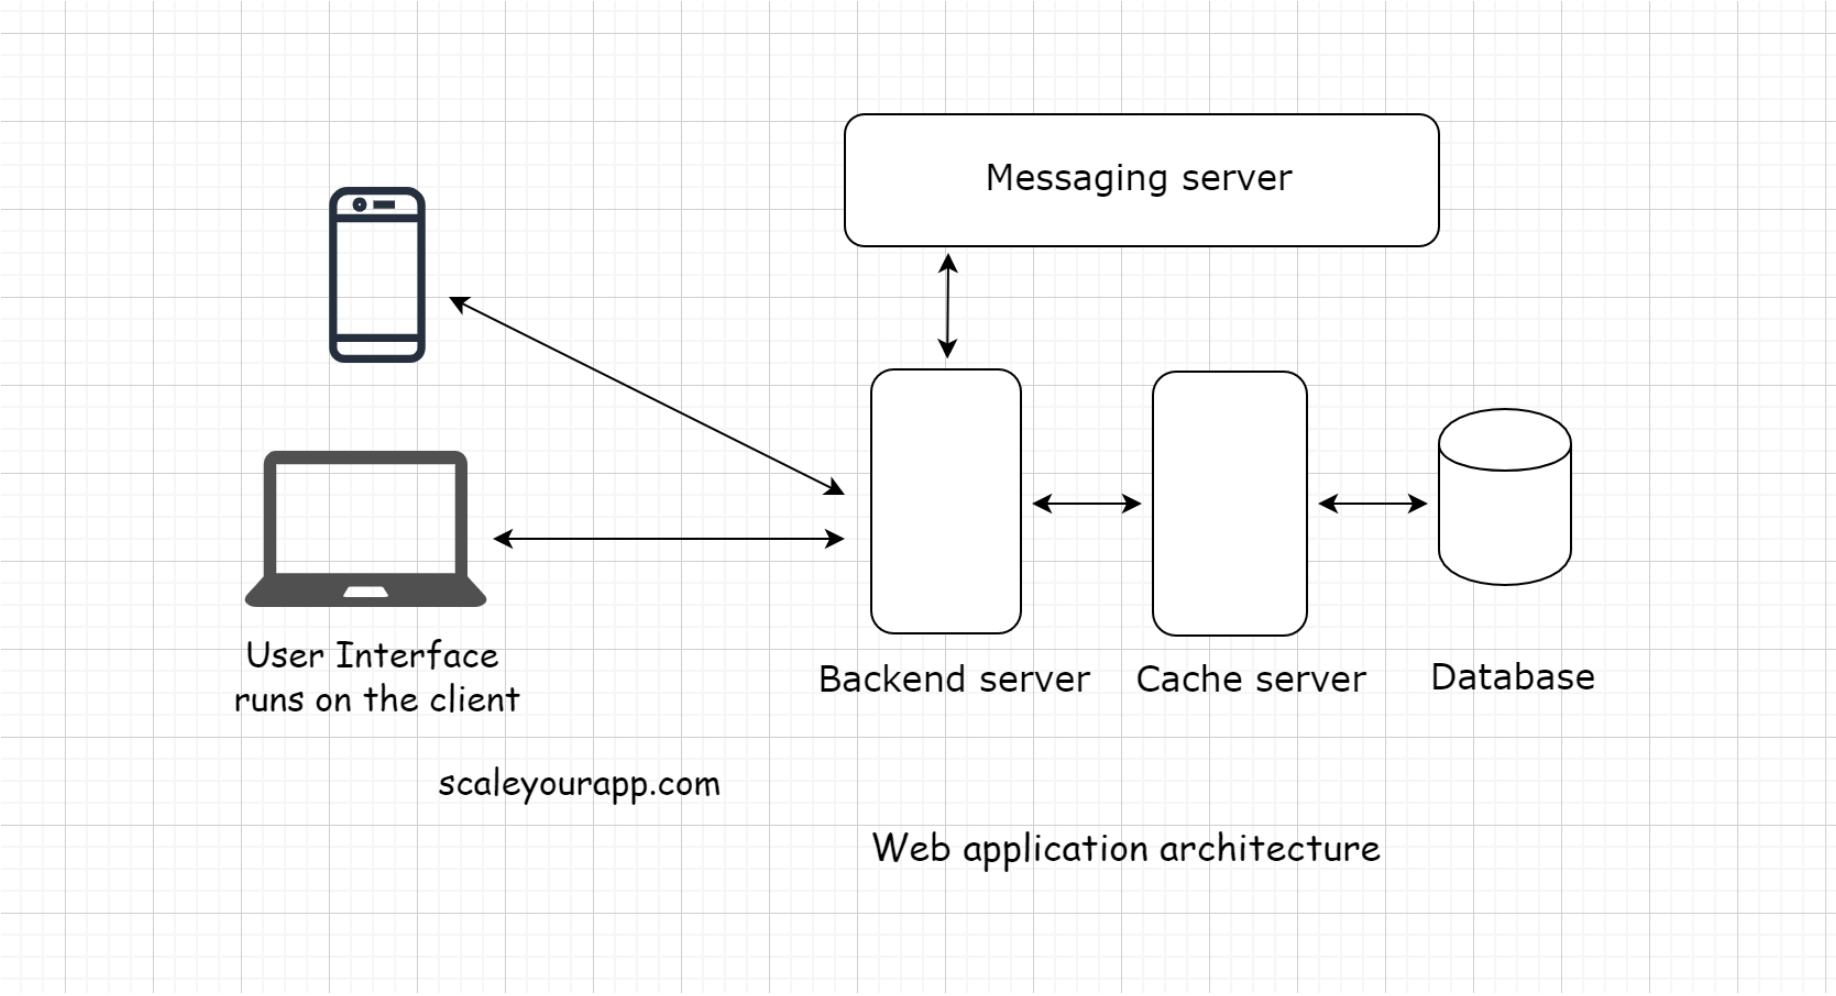 Messaging server
User Interface
runs on the client
Backend server
Cache server
Database
scaleyourapp.com
Web application architecture